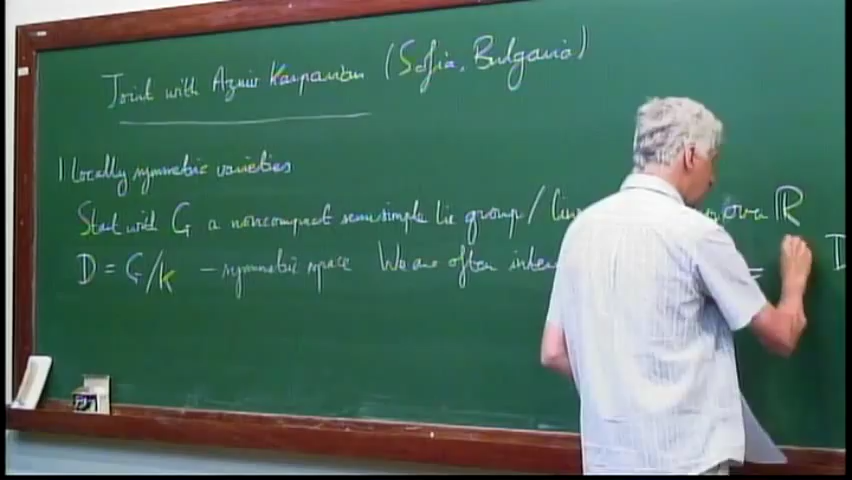 Joint with Azniv Kasparian (Sofia, Bulgaria)
1 Locally symmetric varieties
Start with G a noncompact semisimple Lie group / over ℝ
D = G/K – symmetric space We are often =
D